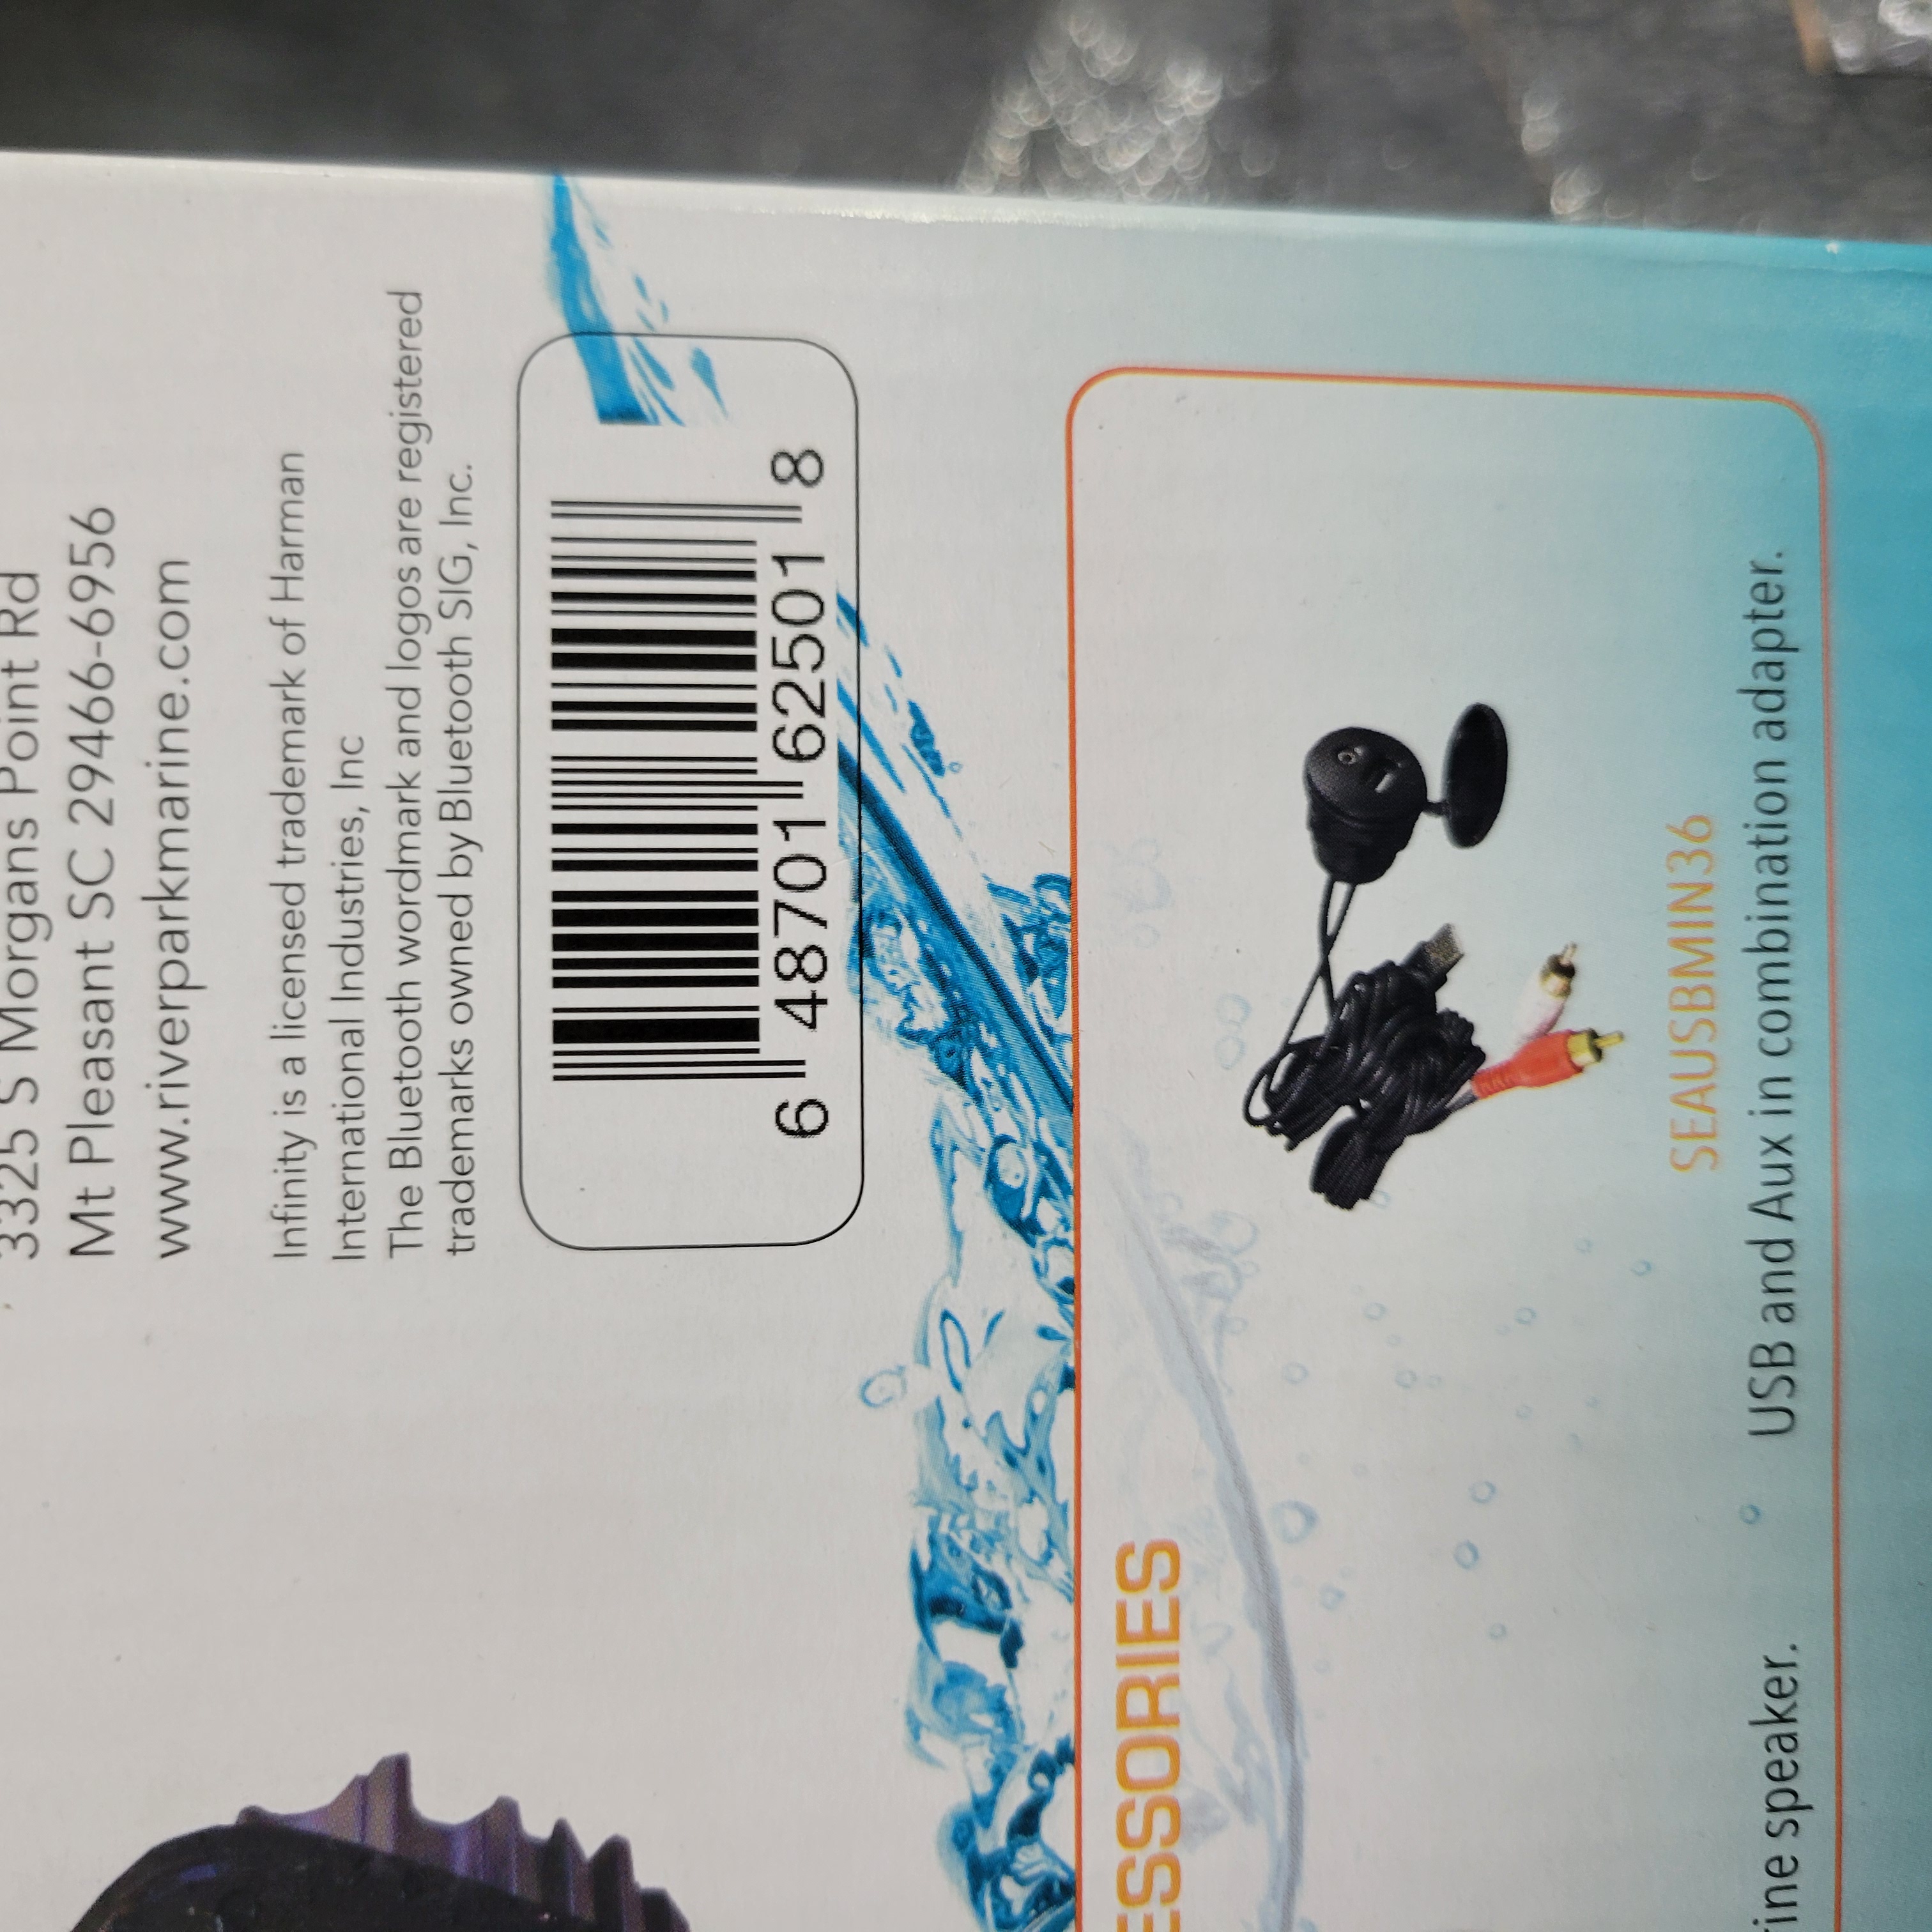 3325 S Morgans Point Rd
Mt Pleasant SC 29466-6956
www.riverparkmarine.com
Infinity is a licensed trademark of Harman
International Industries, Inc
The Bluetooth wordmark and logos are registered
trademarks owned by Bluetooth SIG, Inc.
6 48701 62501 8
SEAUSBMIN36
USB and Aux in combination adapter.
speaker.